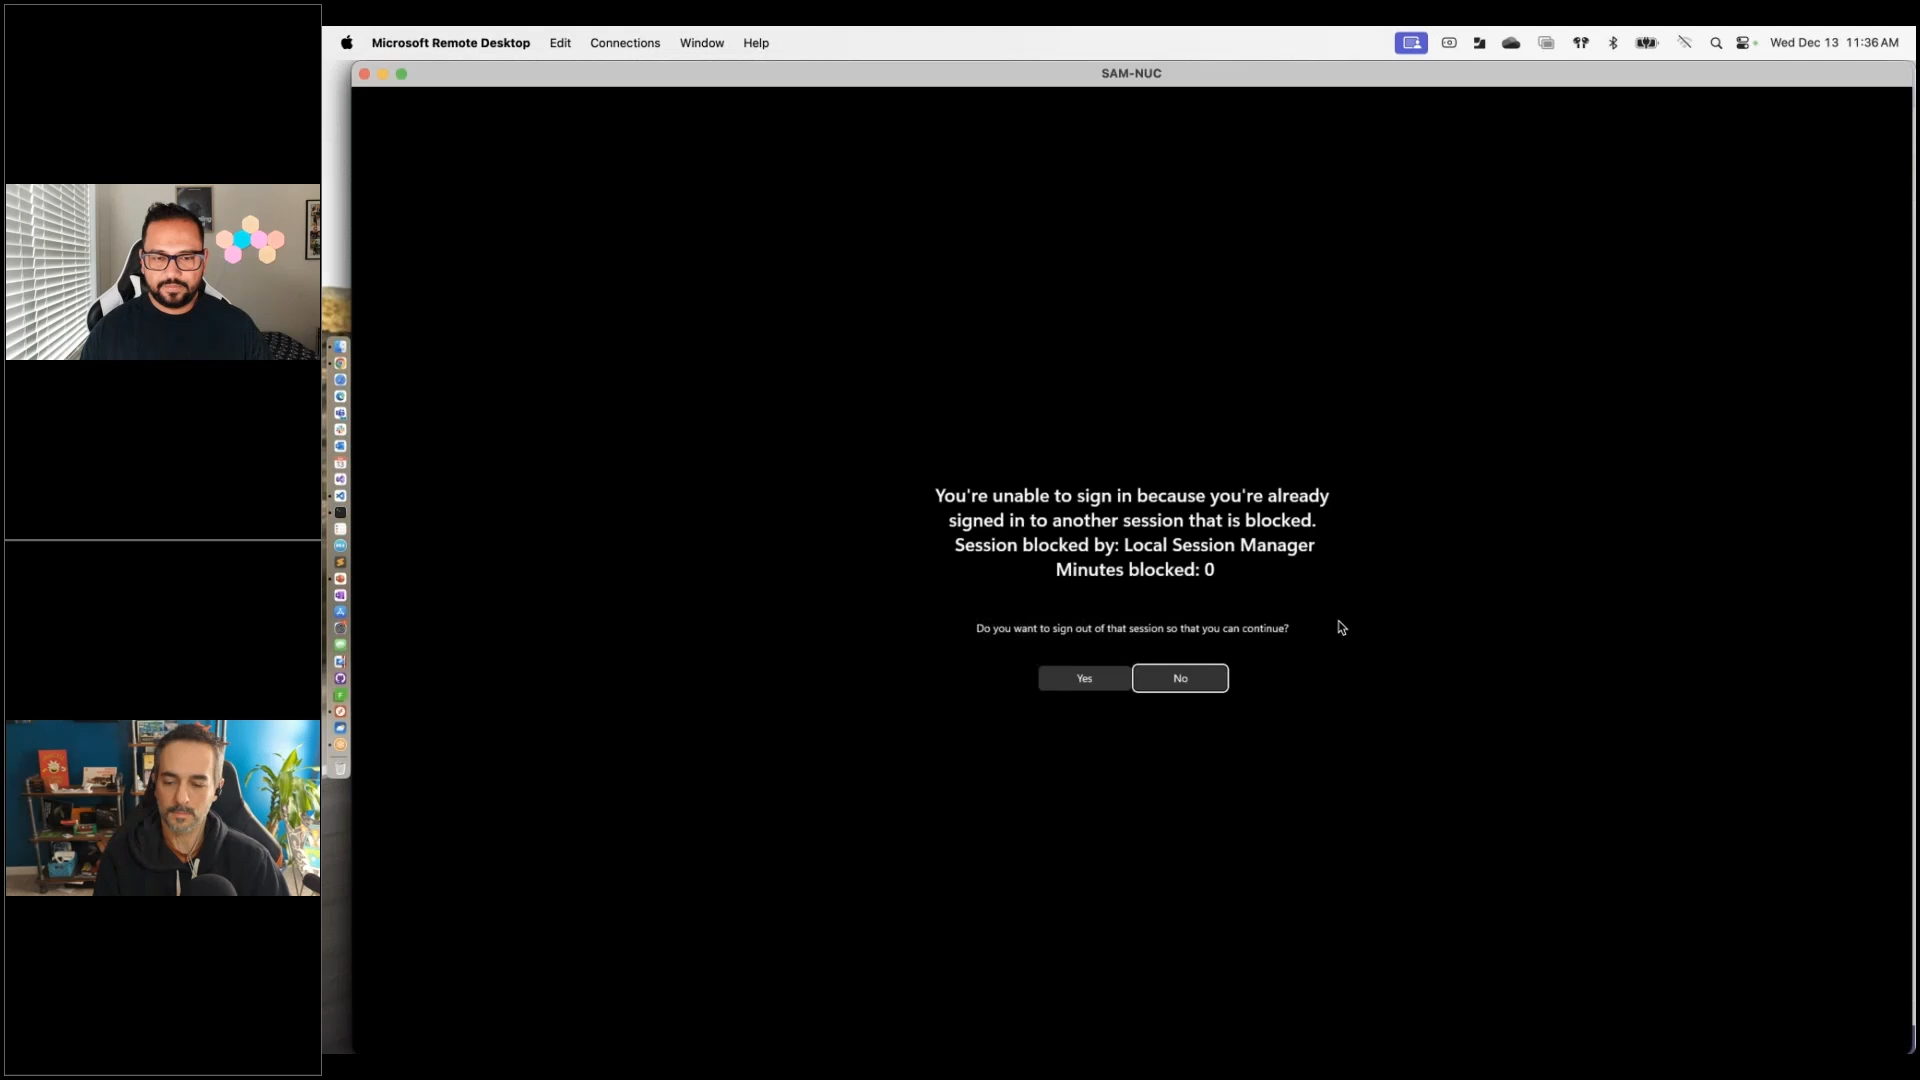 Microsoft Remote Desktop Edit Connections Window Help Wed Dec 13 11:36 AM
SAM-NUC
You're unable to sign in because you're already
signed in to another session that is blocked.
Session blocked by: Local Session Manager
Minutes blocked: 0
Do you want to sign out of that session so that you can continue?
Yes No